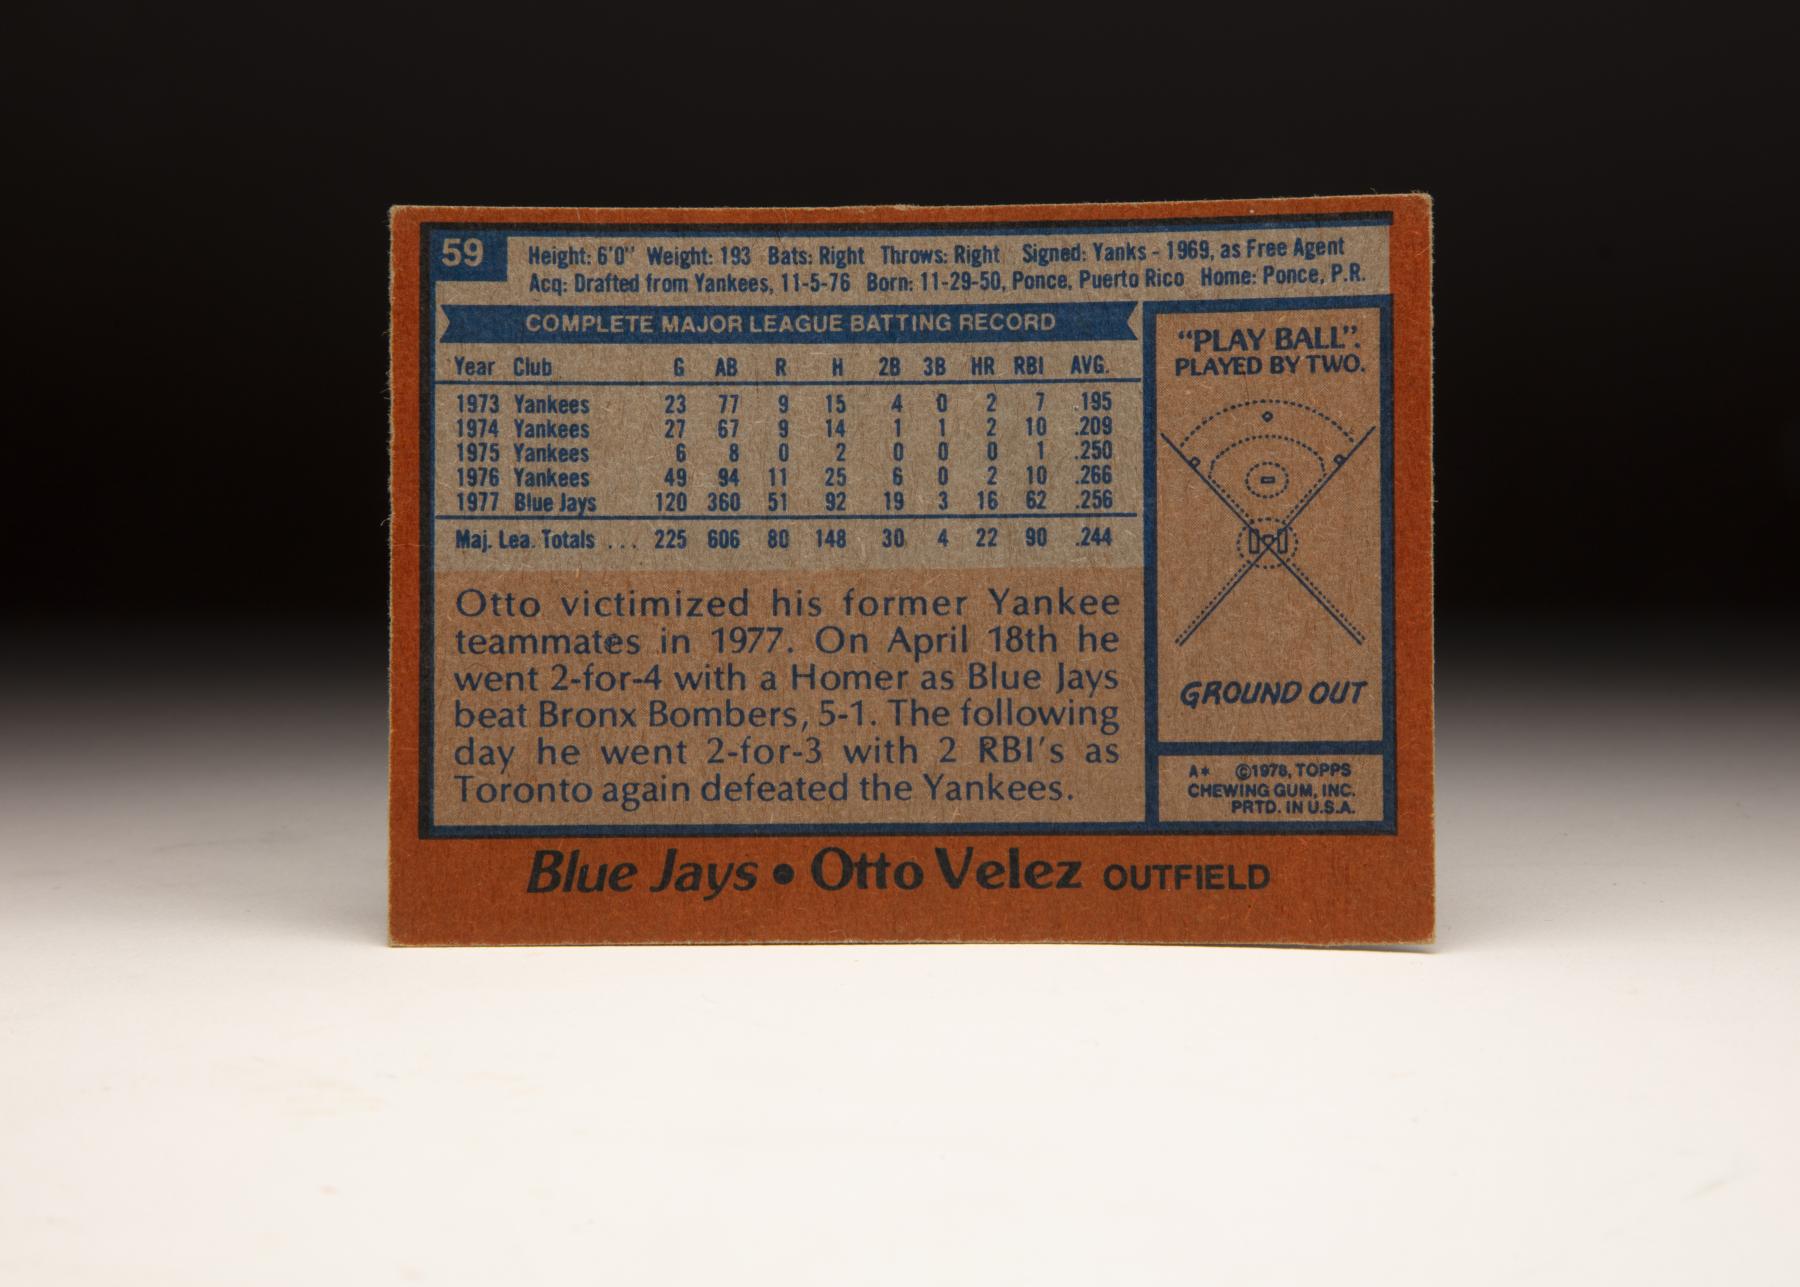 59
Height: 6'0" Weight: 193 Bats: Right Throws: Right Signed: Yanks - 1969, as Free Agent
Acq: Drafted from Yankees, 11-5-76 Born: 11-29-50, Ponce, Puerto Rico Home: Ponce, P.R.
COMPLETE MAJOR LEAGUE BATTING RECORD
Year Club G AB R H 2B 3B HR RBI AVG.
1973 Yankees 23 77 9 15 4 0 2 7 .195
1974 Yankees 27 67 9 14 1 1 2 10 .209
1975 Yankees 6 8 0 2 0 0 0 1 .250
1976 Yankees 49 94 11 25 6 0 2 10 .266
1977 Blue Jays 120 360 51 92 19 3 16 62 .256
Maj. Lea. Totals ... 225 606 80 148 30 4 22 90 .244
Otto victimized his former Yankee
teammates in 1977. On April 18th he
went 2-for-4 with a Homer as Blue Jays
beat Bronx Bombers, 5-1. The following
day he went 2-for-3 with 2 RBI's as
Toronto again defeated the Yankees.
"PLAY BALL".
PLAYED BY TWO.
GROUND OUT
A* ©1978, TOPPS
CHEWING GUM, INC.
PRTD. IN U.S.A.
Blue Jays • Otto Velez OUTFIELD